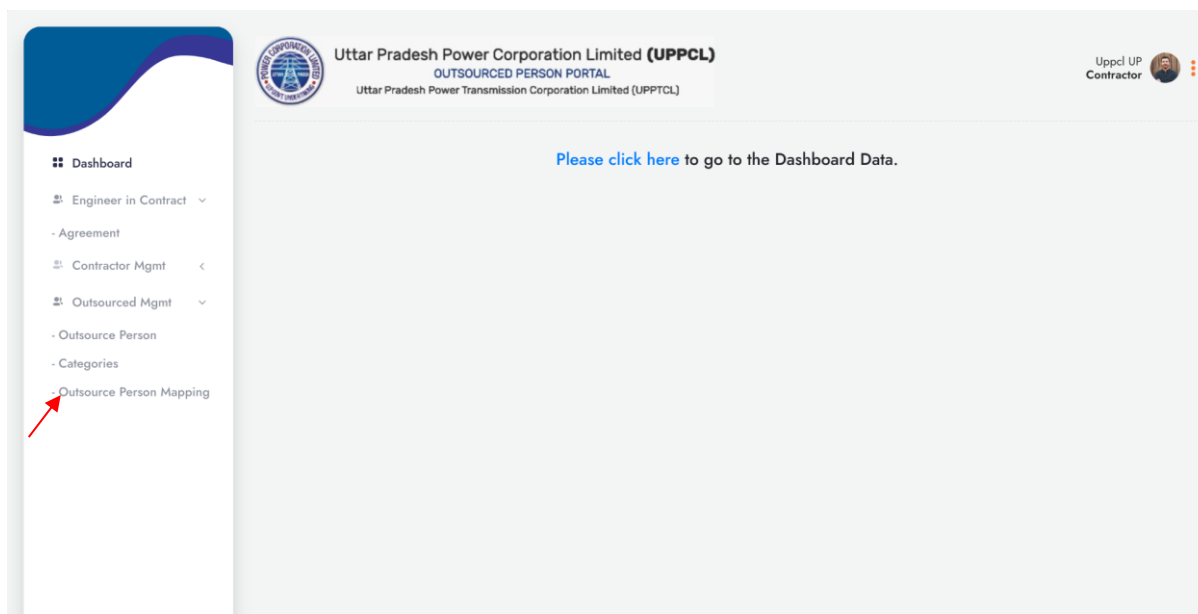 Uttar Pradesh Power Corporation Limited (UPPCL)
OUTSOURCED PERSON PORTAL
Uttar Pradesh Power Transmission Corporation Limited (UPPTCL)
Uppcl UP
Contractor
Dashboard
Engineer in Contract
- Agreement
Contractor Mgmt
Outsourced Mgmt
- Outsource Person
- Categories
- Outsource Person Mapping
Please click here to go to the Dashboard Data.